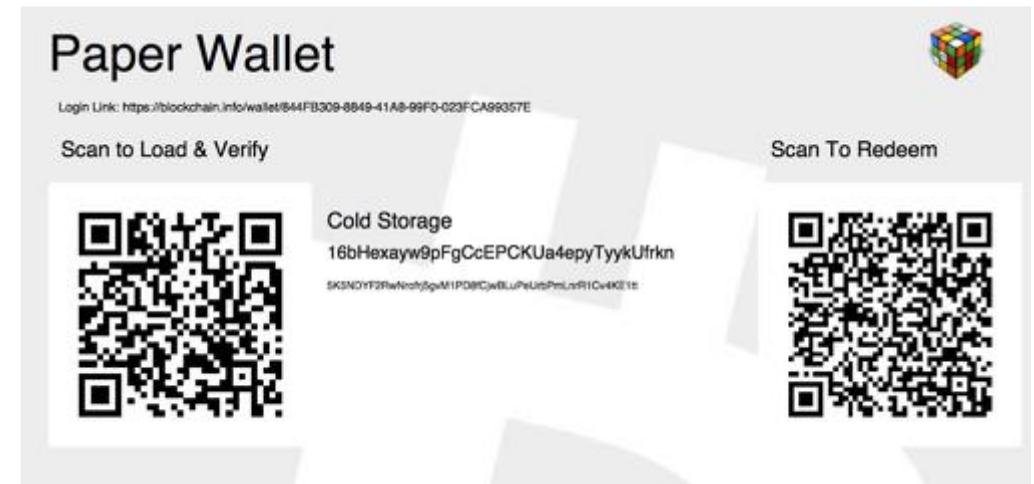 Paper Wallet
Login Link: https://blockchain.info/wallet/844FB309-8849-41A8-99F0-023FCA99357E
Scan to Load & Verify
Scan To Redeem
Cold Storage
16bHexayw9pFgCcEPCKUa4epyTyykUfrkn